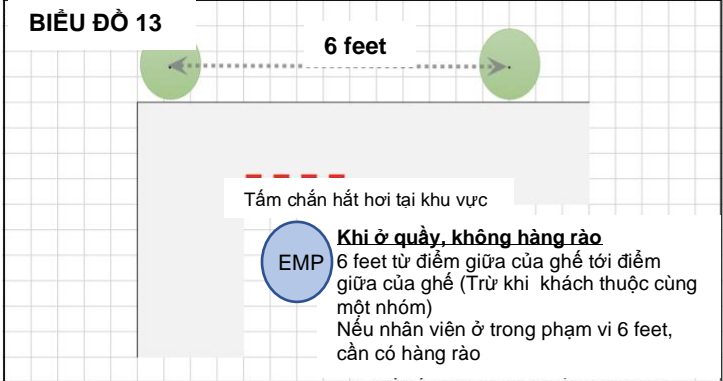 BIỂU ĐỒ 13
6 feet
Tấm chắn hắt hơi tại khu vực
EMP
Khi ở quầy, không hàng rào
6 feet từ điểm giữa của ghế tới điểm
giữa của ghế (Trừ khi khách thuộc cùng
một nhóm)
Nếu nhân viên ở trong phạm vi 6 feet,
cần có hàng rào